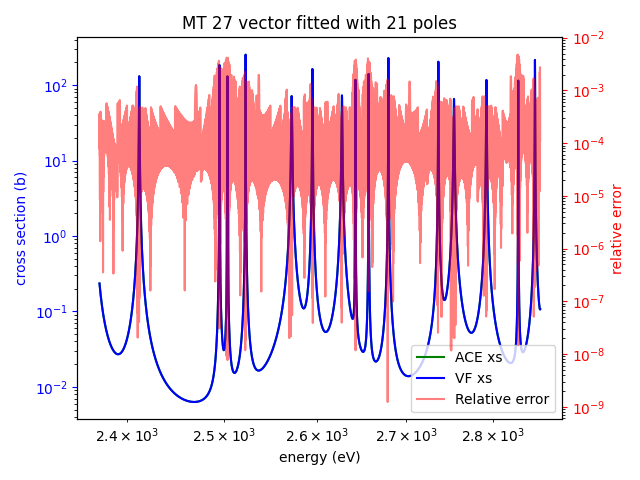 MT 27 vector fitted with 21 poles
cross section (b)
10²
10¹
10⁰
10⁻¹
10⁻²
10⁻²
10⁻³
10⁻⁴
10⁻⁵
10⁻⁶
10⁻⁷
10⁻⁸
10⁻⁹
relative error
ACE xs
VF xs
Relative error
2.4 × 10³ 2.5 × 10³ 2.6 × 10³ 2.7 × 10³ 2.8 × 10³
energy (eV)